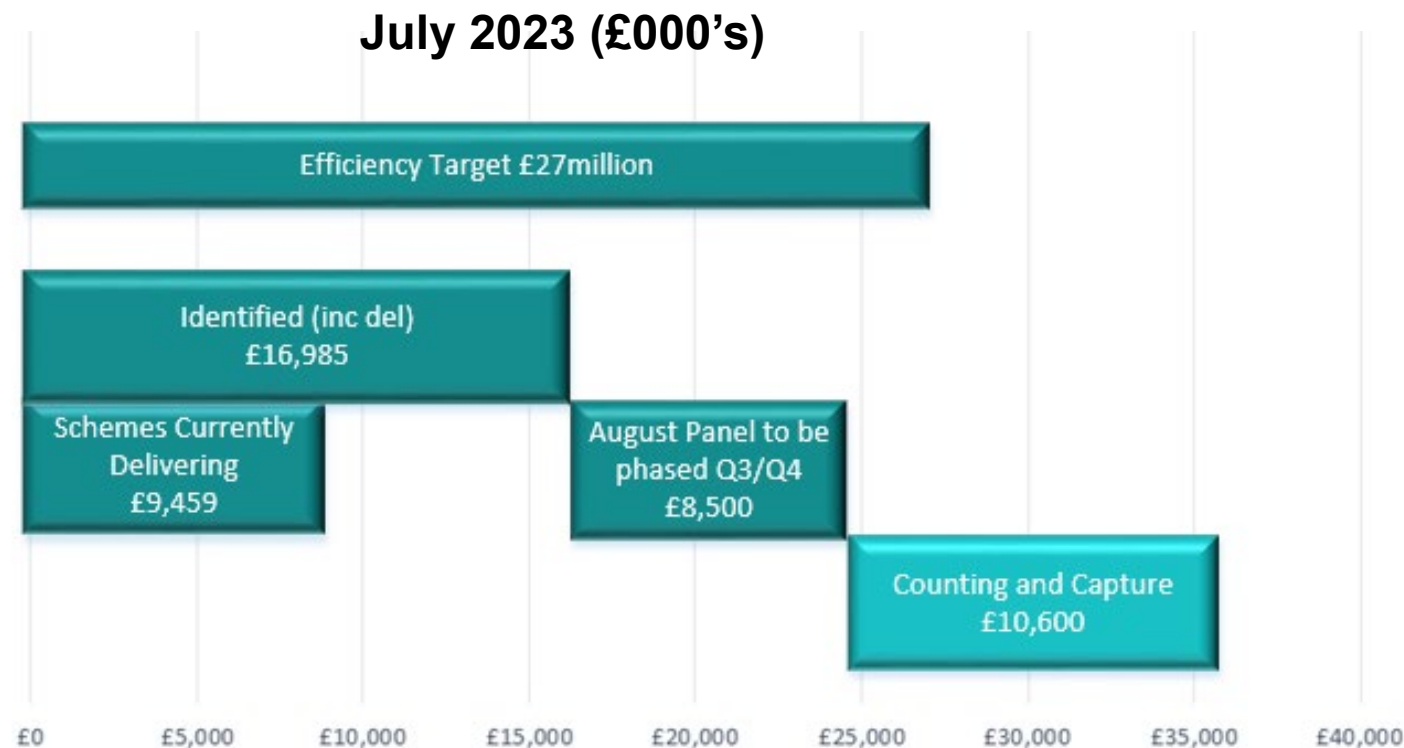 July 2023 (£000’s)
Efficiency Target £27million
Identified (inc del)
£16,985
Schemes Currently
Delivering
£9,459
August Panel to be
phased Q3/Q4
£8,500
Counting and Capture
£10,600
£0 £5,000 £10,000 £15,000 £20,000 £25,000 £30,000 £35,000 £40,000